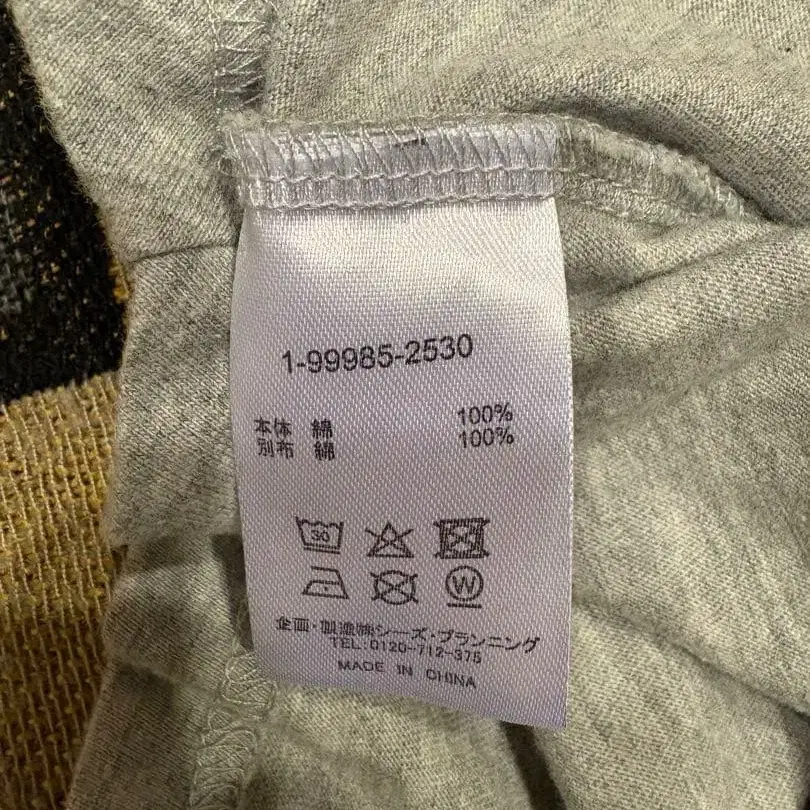 1-99985-2530
本体 綿 100%
別布 綿 100%
30
W
企画・製造㈱シーズ・プランニング
TEL:0120-712-375
MADE IN CHINA